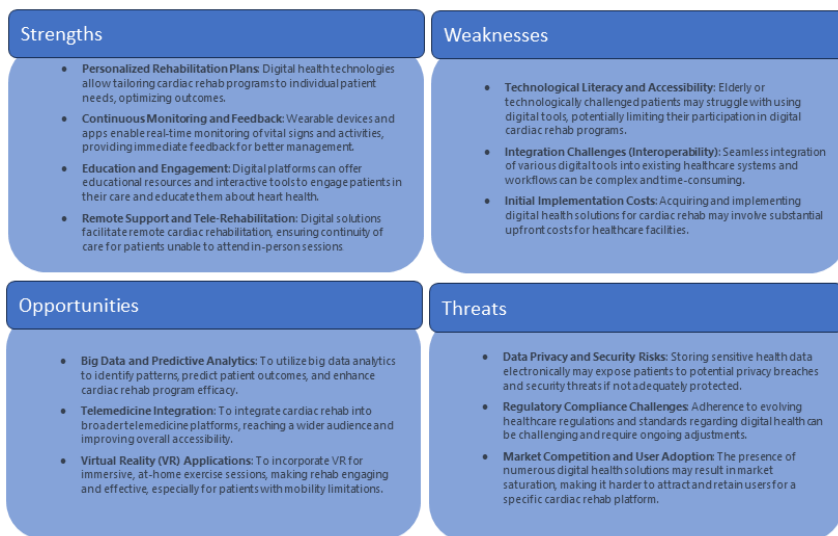 Strengths
• Personalized Rehabilitation Plans: Digital health technologies
allow tailoring cardiac rehab programs to individual patient
needs, optimizing outcomes.
• Continuous Monitoring and Feedback: Wearable devices and
apps enable real-time monitoring of vital signs and activities,
providing immediate feedback for better management.
• Education and Engagement: Digital platforms can offer
educational resources and interactive tools to engage patients in
their care and educate them about heart health.
• Remote Support and Tele-Rehabilitation: Digital solutions
facilitate remote cardiac rehabilitation, ensuring continuity of
care for patients unable to attend in-person sessions
Weaknesses
• Technological Literacy and Accessibility: Elderly or
technologically challenged patients may struggle with using
digital tools, potentially limiting their participation in digital
cardiac rehab programs.
• Integration Challenges (Interoperability): Seamless integration
of various digital tools into existing healthcare systems and
workflows can be complex and time-consuming.
• Initial Implementation Costs: Acquiring and implementing
digital health solutions for cardiac rehab may involve substantial
upfront costs for healthcare facilities.
Opportunities
• Big Data and Predictive Analytics: To utilize big data analytics
to identify patterns, predict patient outcomes, and enhance
cardiac rehab program efficacy.
• Telemedicine Integration: To integrate cardiac rehab into
broader telemedicine platforms, reaching a wider audience and
improving overall accessibility.
• Virtual Reality (VR) Applications: To incorporate VR for
immersive, at-home exercise sessions, making rehab engaging
and effective, especially for patients with mobility limitations.
Threats
• Data Privacy and Security Risks: Storing sensitive health data
electronically may expose patients to potential privacy breaches
and security threats if not adequately protected.
• Regulatory Compliance Challenges: Adherence to evolving
healthcare regulations and standards regarding digital health can
be challenging and require ongoing adjustments.
• Market Competition and User Adoption: The presence of
numerous digital health solutions may result in market
saturation, making it harder to attract and retain users for a
specific cardiac rehab platform.